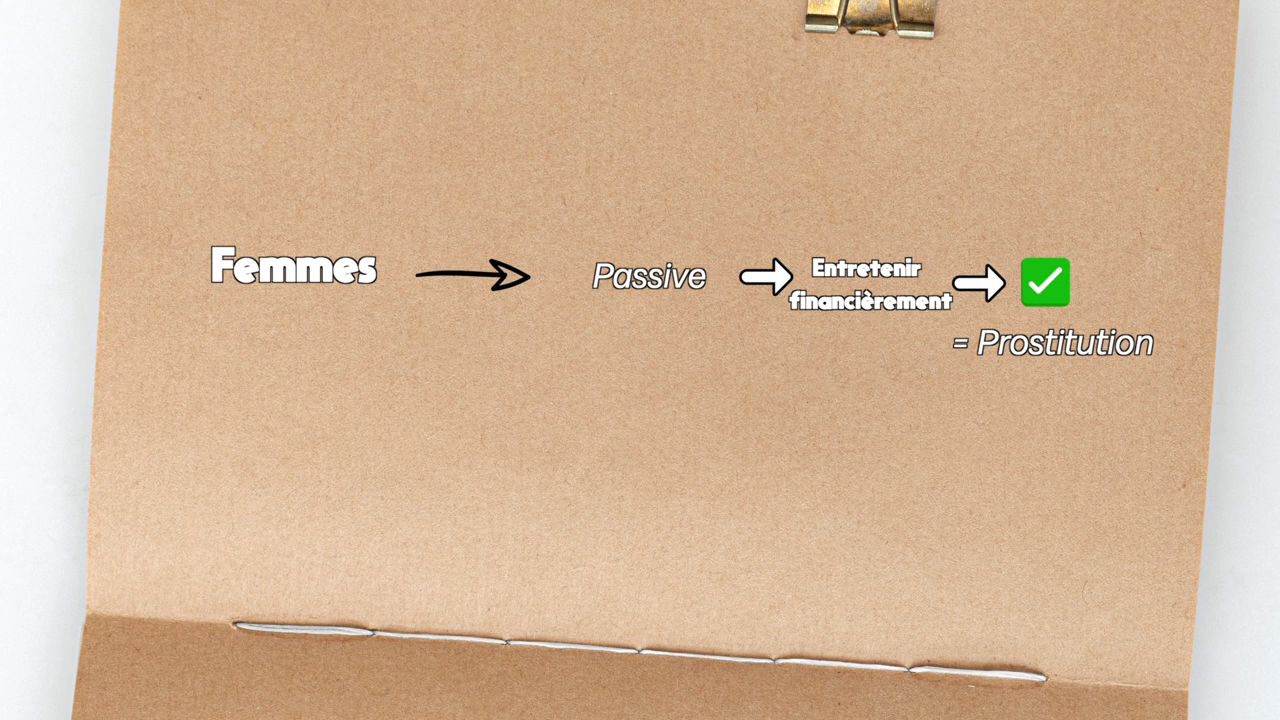 Femmes
Passive
Entretenir
financièrement
= Prostitution